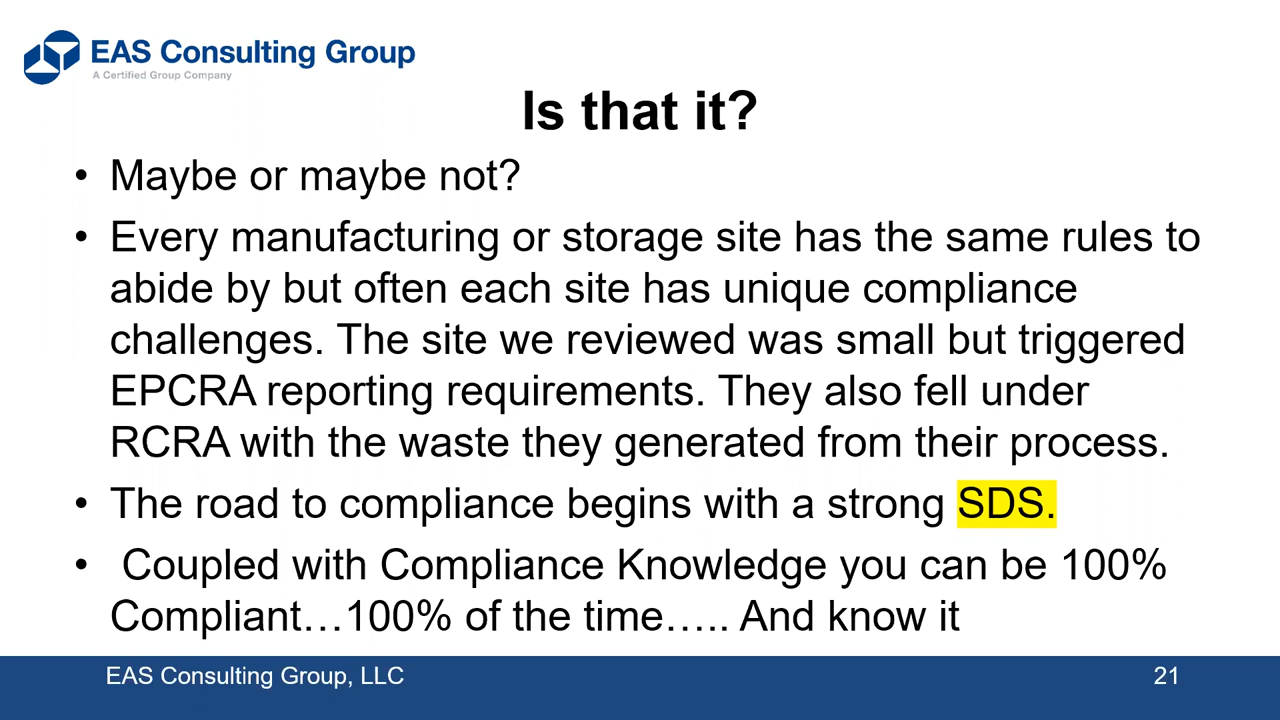 EAS Consulting Group
A Certified Group Company
Is that it?
• Maybe or maybe not?
• Every manufacturing or storage site has the same rules to
abide by but often each site has unique compliance
challenges. The site we reviewed was small but triggered
EPCRA reporting requirements. They also fell under
RCRA with the waste they generated from their process.
• The road to compliance begins with a strong SDS.
• Coupled with Compliance Knowledge you can be 100%
Compliant…100% of the time….. And know it
EAS Consulting Group, LLC
21